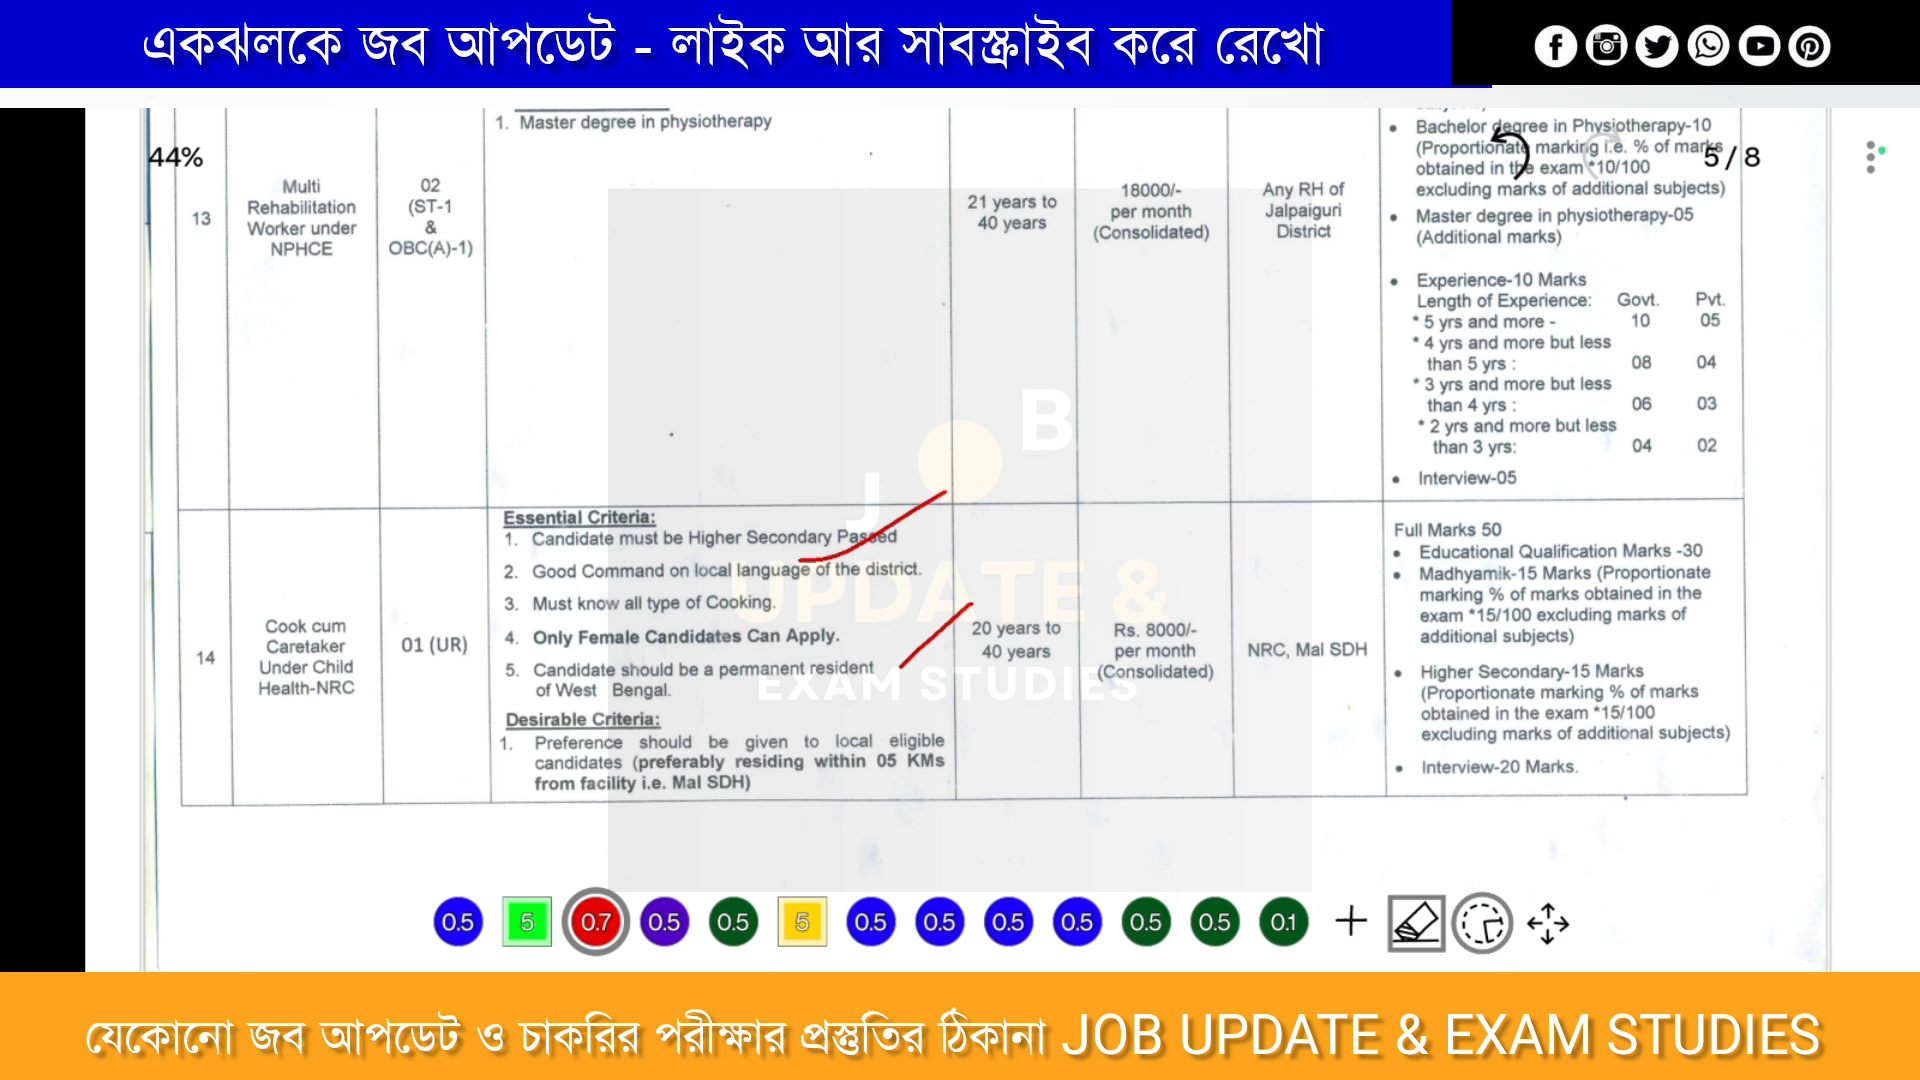 একঝলকে জব আপডেট - লাইক আর সাবস্ক্রাইব করে রেখো
44%
5 / 8
13
Multi
Rehabilitation
Worker under
NPHCE
02
(ST-1
&
OBC(A)-1)
1. Master degree in physiotherapy
21 years to
40 years
18000/-
per month
(Consolidated)
Any RH of
Jalpaiguri
District
• Bachelor degree in Physiotherapy-10
(Proportionate marking i.e. % of marks
obtained in the exam *10/100
excluding marks of additional subjects)
• Master degree in physiotherapy-05
(Additional marks)
• Experience-10 Marks
Length of Experience: Govt. Pvt.
* 5 yrs and more - 10 05
* 4 yrs and more but less
than 5 yrs : 08 04
* 3 yrs and more but less
than 4 yrs : 06 03
* 2 yrs and more but less
than 3 yrs: 04 02
• Interview-05
14
Cook cum
Caretaker
Under Child
Health-NRC
01 (UR)
Essential Criteria:
1. Candidate must be Higher Secondary Passed
2. Good Command on local language of the district.
3. Must know all type of Cooking.
4. Only Female Candidates Can Apply.
5. Candidate should be a permanent resident
of West Bengal.
Desirable Criteria:
1. Preference should be given to local eligible
candidates (preferably residing within 05 KMs
from facility i.e. Mal SDH)
20 years to
40 years
Rs. 8000/-
per month
(Consolidated)
NRC, Mal SDH
Full Marks 50
• Educational Qualification Marks -30
• Madhyamik-15 Marks (Proportionate
marking % of marks obtained in the
exam *15/100 excluding marks of
additional subjects)
• Higher Secondary-15 Marks
(Proportionate marking % of marks
obtained in the exam *15/100
excluding marks of additional subjects)
• Interview-20 Marks.
J B
UPDATE &
EXAM STUDIES
0.5 5 0.7 0.5 0.5 5 0.5 0.5 0.5 0.5 0.5 0.5 0.1
যেকোনো জব আপডেট ও চাকরির পরীক্ষার প্রস্তুতির ঠিকানা JOB UPDATE & EXAM STUDIES